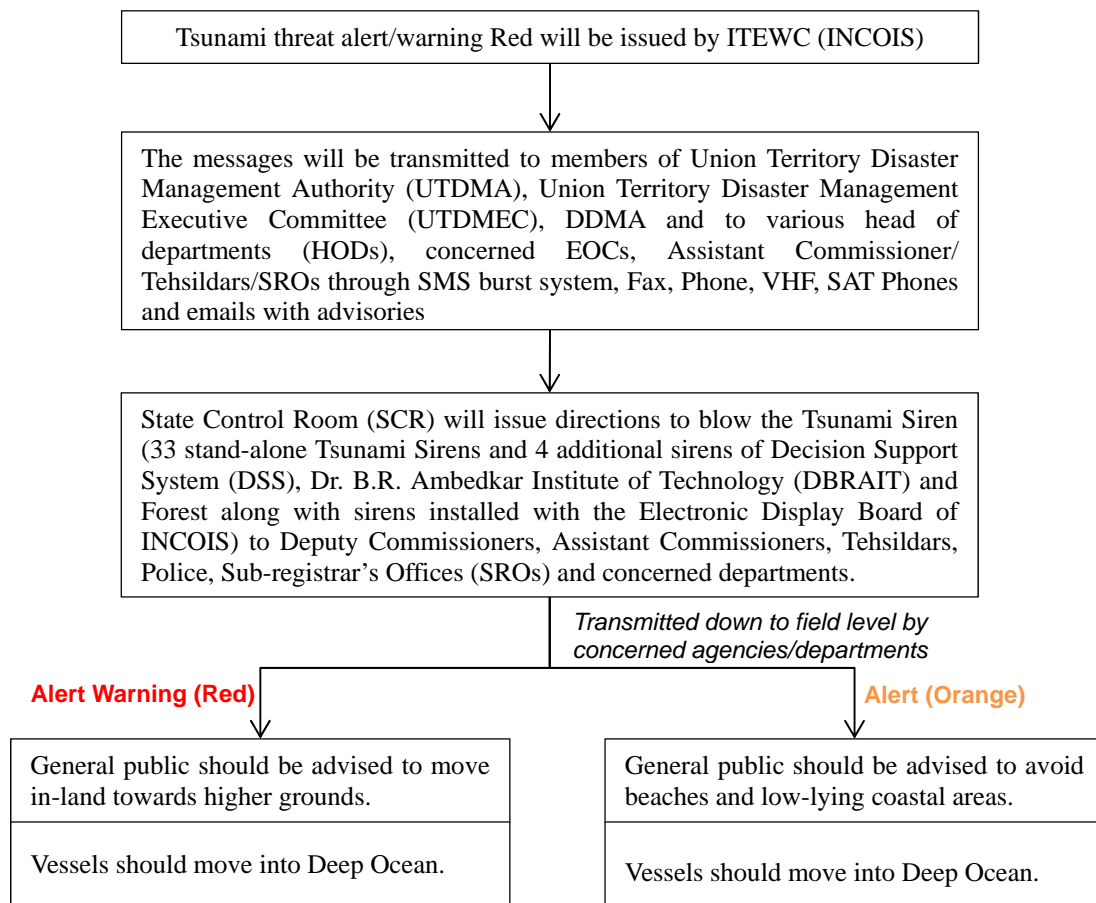 Tsunami threat alert/warning Red will be issued by ITEWC (INCOIS)
The messages will be transmitted to members of Union Territory Disaster
Management Authority (UTDMA), Union Territory Disaster Management
Executive Committee (UTDMEC), DDMA and to various head of
departments (HODs), concerned EOCs, Assistant Commissioner/
Tehsildars/SROs through SMS burst system, Fax, Phone, VHF, SAT Phones
and emails with advisories
State Control Room (SCR) will issue directions to blow the Tsunami Siren
(33 stand-alone Tsunami Sirens and 4 additional sirens of Decision Support
System (DSS), Dr. B.R. Ambedkar Institute of Technology (DBRAIT) and
Forest along with sirens installed with the Electronic Display Board of
INCOIS) to Deputy Commissioners, Assistant Commissioners, Tehsildars,
Police, Sub-registrar’s Offices (SROs) and concerned departments.
Transmitted down to field level by
concerned agencies/departments
Alert Warning (Red)
General public should be advised to move
in-land towards higher grounds.
Vessels should move into Deep Ocean.
Alert (Orange)
General public should be advised to avoid
beaches and low-lying coastal areas.
Vessels should move into Deep Ocean.